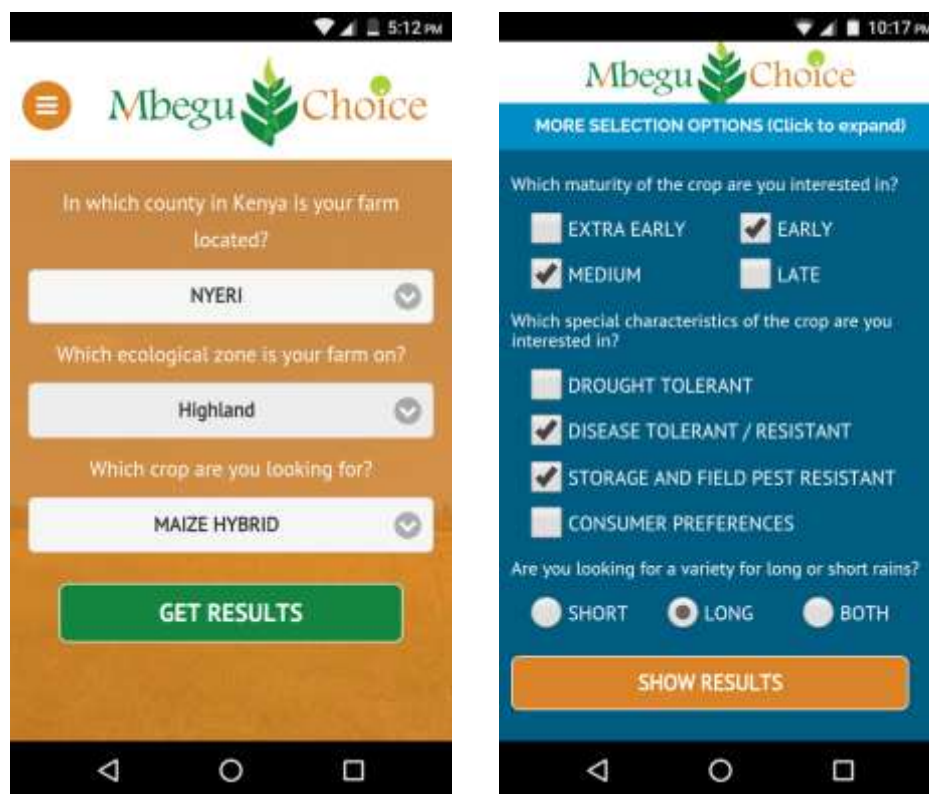 5:12 PM
Mbegu Choice
In which county in Kenya is your farm
located?
NYERI
Which ecological zone is your farm on?
Highland
Which crop are you looking for?
MAIZE HYBRID
GET RESULTS
10:17 PM
Mbegu Choice
MORE SELECTION OPTIONS (Click to expand)
Which maturity of the crop are you interested in?
EXTRA EARLY EARLY
MEDIUM LATE
Which special characteristics of the crop are you
interested in?
DROUGHT TOLERANT
DISEASE TOLERANT / RESISTANT
STORAGE AND FIELD PEST RESISTANT
CONSUMER PREFERENCES
Are you looking for a variety for long or short rains?
SHORT LONG BOTH
SHOW RESULTS